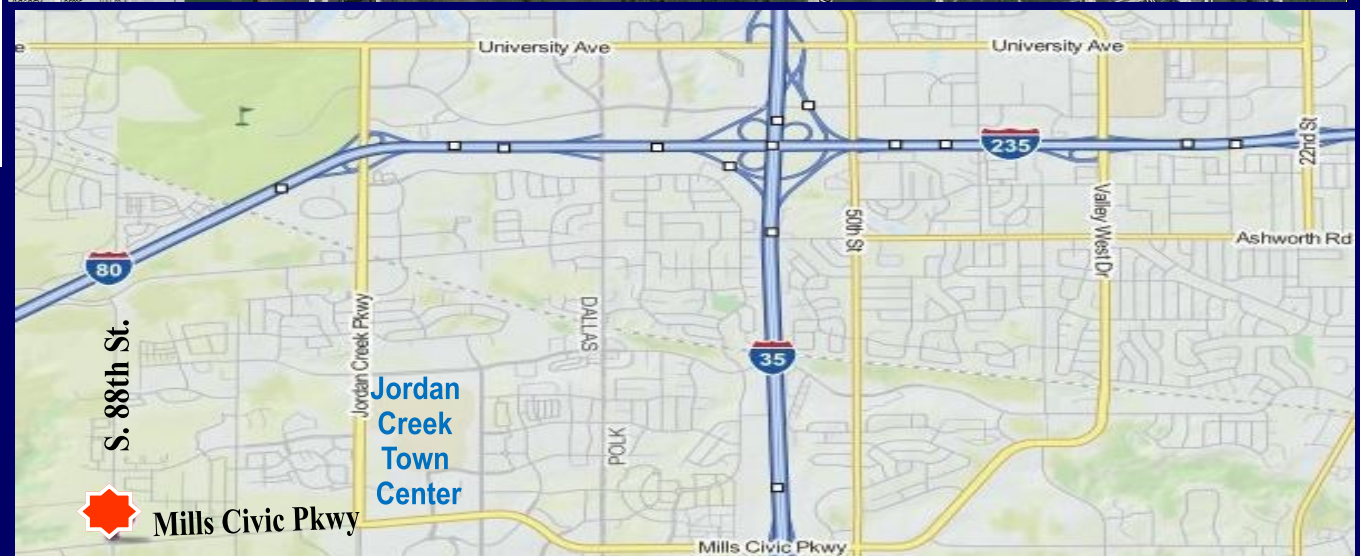 e
University Ave
University Ave
22nd St
235
50th St
Valley West Dr
Ashworth Rd
80
Jordan Creek Pkwy
DALLAS
S. 88th St.
35
Jordan
Creek
Town
Center
POLK
Mills Civic Pkwy
Mills Civic Pkwy